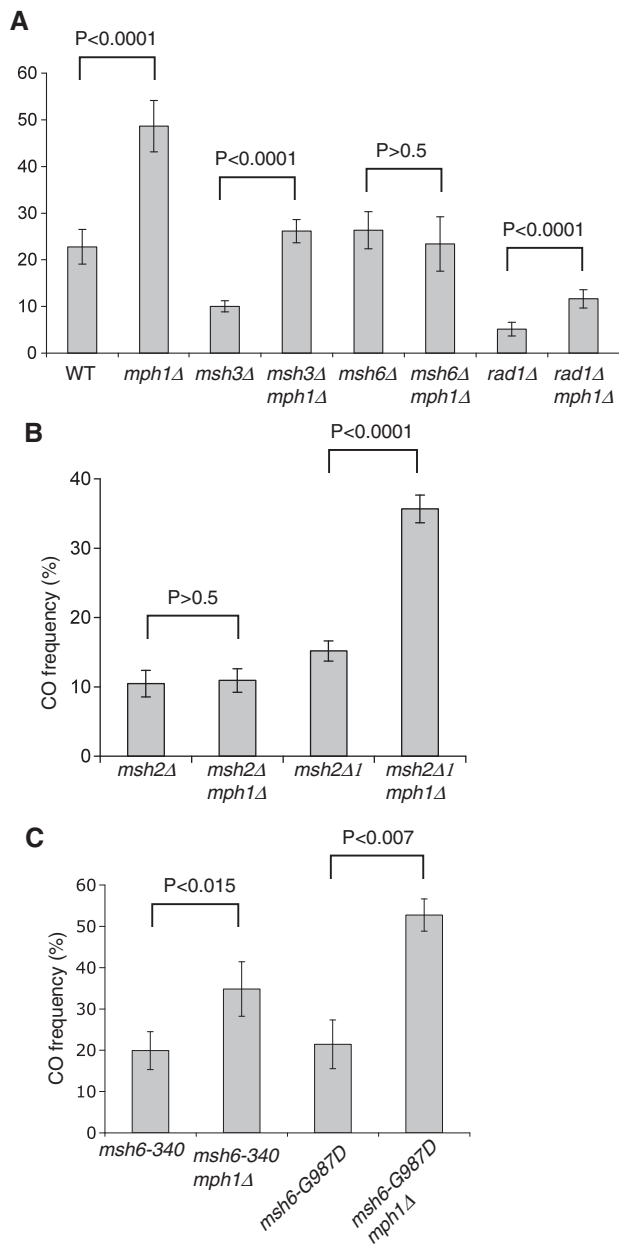 A
P<0.0001
P<0.0001
P>0.5
P<0.0001
60
50
40
30
20
10
0
WT
mph1Δ
msh3Δ
msh3Δ
mph1Δ
msh6Δ
msh6Δ
mph1Δ
rad1Δ
rad1Δ
mph1Δ
B
P<0.0001
P>0.5
CO frequency (%)
40
30
20
10
0
msh2Δ
msh2Δ
mph1Δ
msh2Δ1
msh2Δ1
mph1Δ
C
P<0.007
P<0.015
CO frequency (%)
60
50
40
30
20
10
0
msh6-340
msh6-340
mph1Δ
msh6-G987D
msh6-G987D
mph1Δ